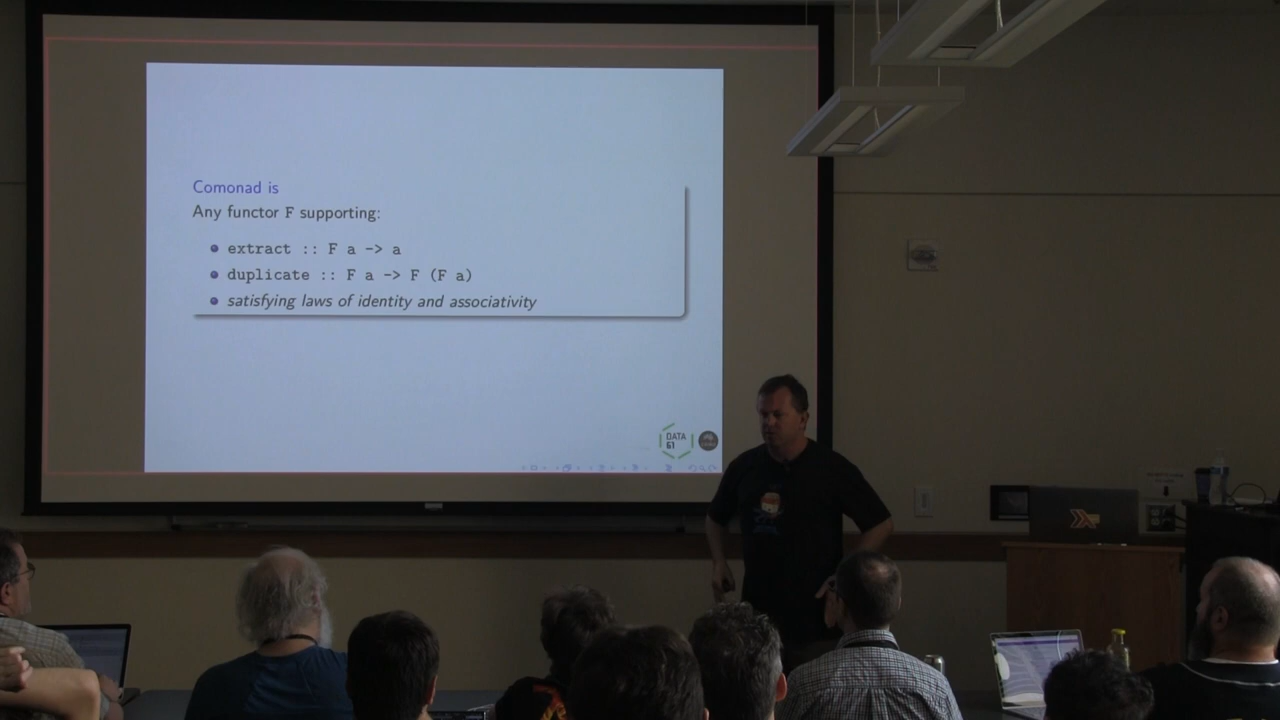 Comonad is
Any functor F supporting:
extract :: F a -> a
duplicate :: F a -> F (F a)
satisfying laws of identity and associativity
DATA
61